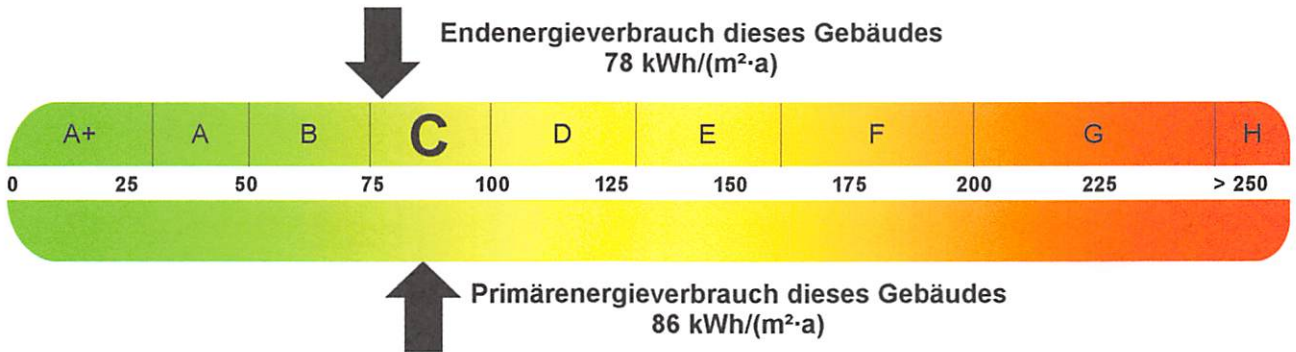 Endenergieverbrauch dieses Gebäudes
78 kWh/(m²·a)
A+ A B C D E F G H
0 25 50 75 100 125 150 175 200 225 > 250
Primärenergieverbrauch dieses Gebäudes
86 kWh/(m²·a)